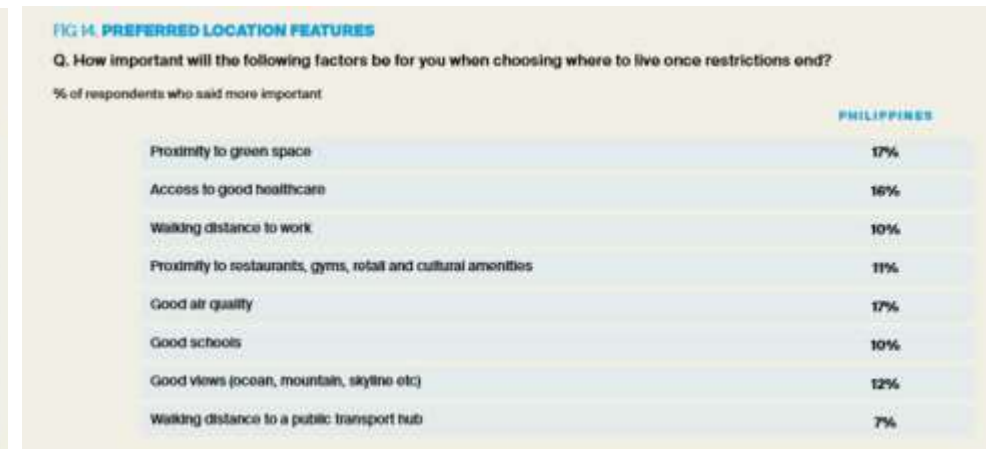 FIG 14. PREFERRED LOCATION FEATURES
Q. How important will the following factors be for you when choosing where to live once restrictions end?
% of respondents who said more important
PHILIPPINES
Proximity to green space 17%
Access to good healthcare 16%
Walking distance to work 10%
Proximity to restaurants, gyms, retail and cultural amenities 11%
Good air quality 17%
Good schools 10%
Good views (ocean, mountain, skyline etc) 12%
Walking distance to a public transport hub 7%